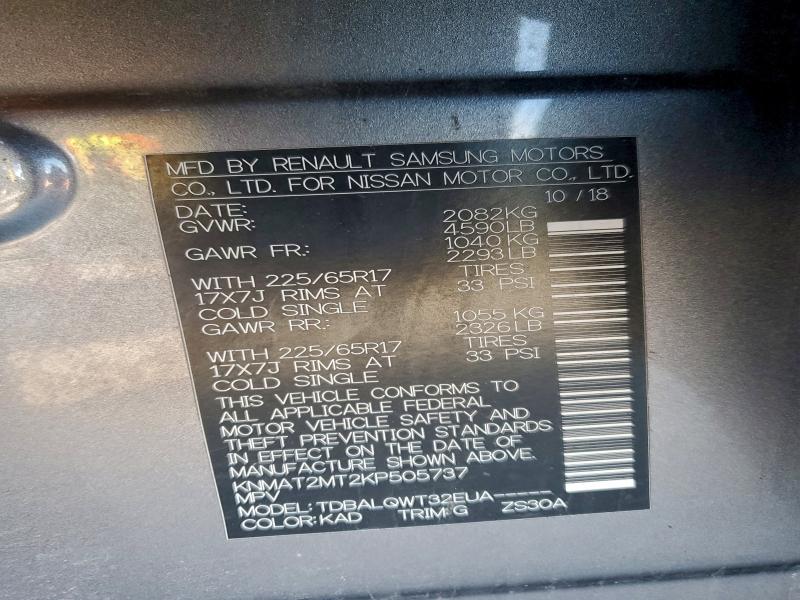 MFD BY RENAULT SAMSUNG MOTORS
CO., LTD. FOR NISSAN MOTOR CO., LTD.
DATE: 10 / 18
GVWR: 2082KG
4590LB
GAWR FR.: 1040 KG
2293 LB
WITH 225/65R17 TIRES
17X7J RIMS AT 33 PSI
COLD SINGLE
GAWR RR.: 1055 KG
2326 LB
WITH 225/65R17 TIRES
17X7J RIMS AT 33 PSI
COLD SINGLE
THIS VEHICLE CONFORMS TO
ALL APPLICABLE FEDERAL
MOTOR VEHICLE SAFETY AND
THEFT PREVENTION STANDARDS
IN EFFECT ON THE DATE OF
MANUFACTURE SHOWN ABOVE.
KNMAT2MT2KP505737
MPV
MODEL: TDBALQWT32EUA-----
COLOR: KAD TRIM: G ZS30A